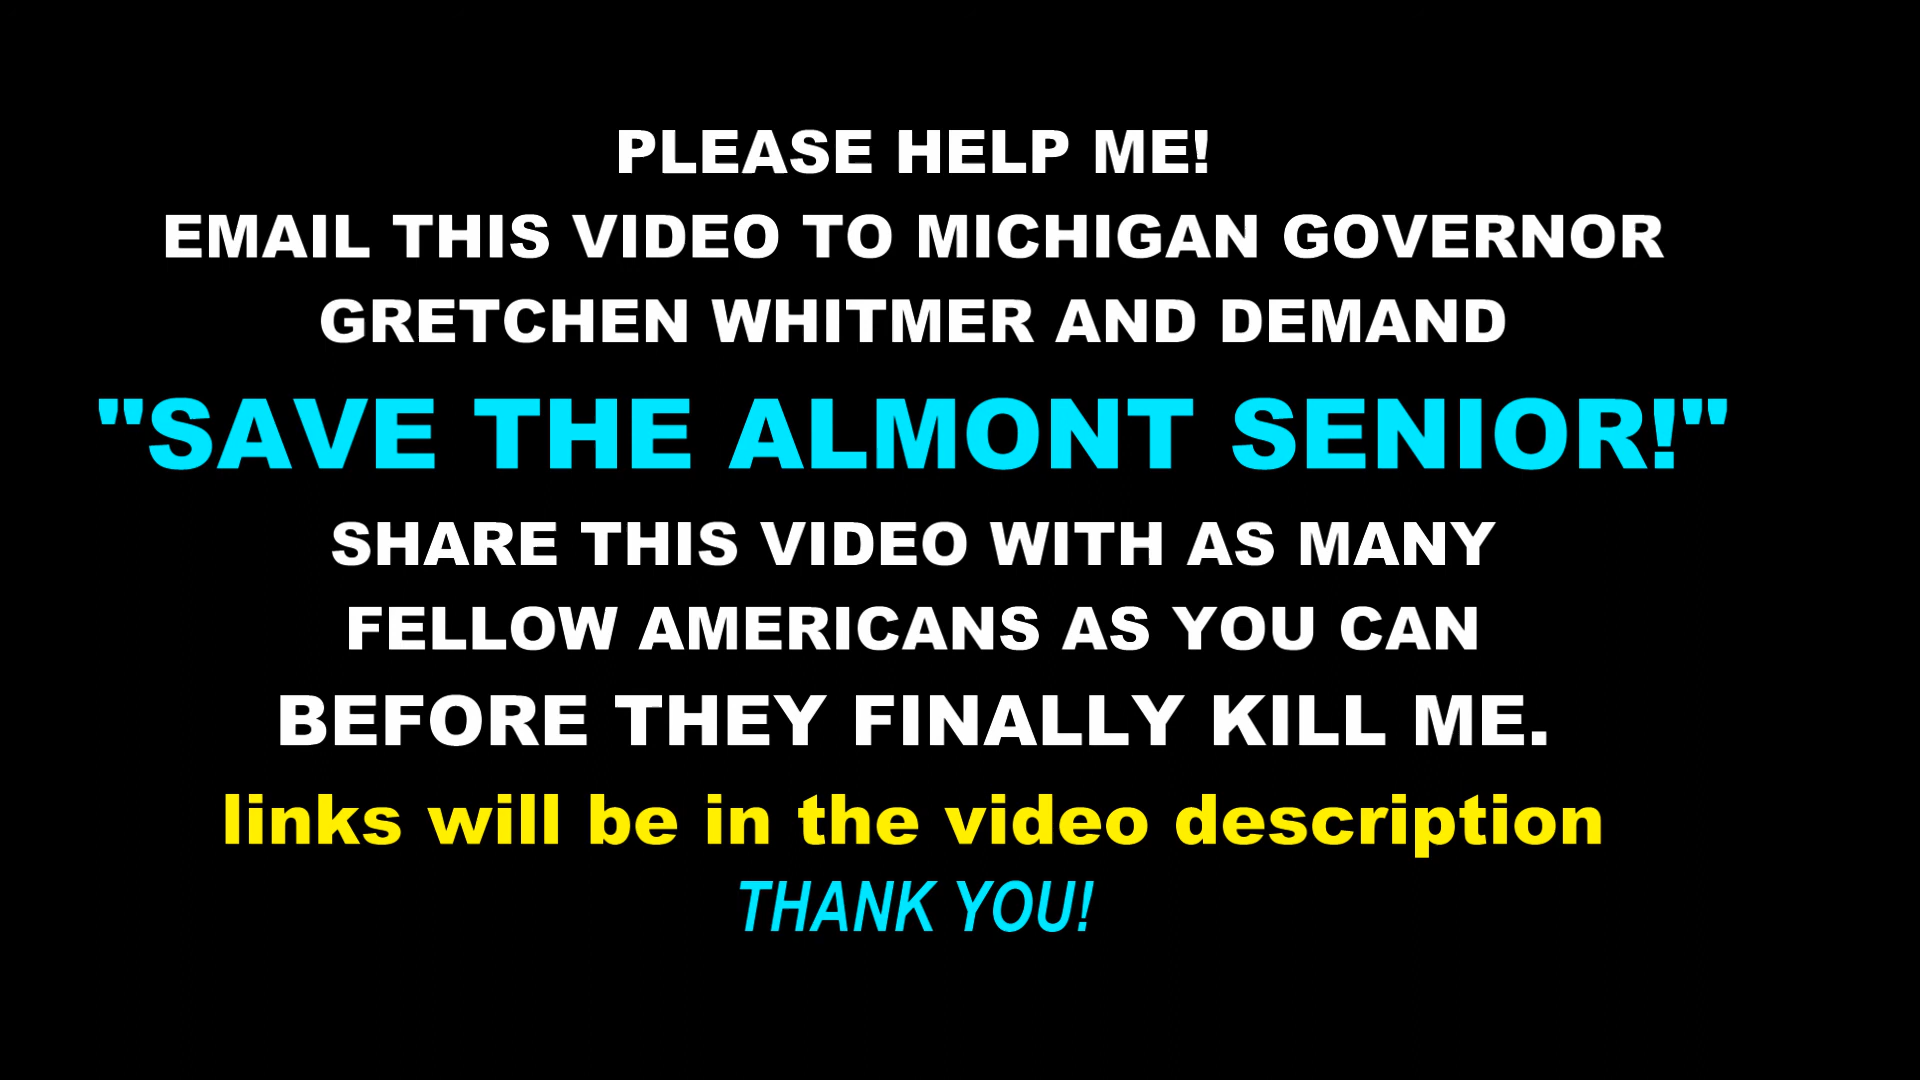 PLEASE HELP ME!
EMAIL THIS VIDEO TO MICHIGAN GOVERNOR
GRETCHEN WHITMER AND DEMAND
"SAVE THE ALMONT SENIOR!"
SHARE THIS VIDEO WITH AS MANY
FELLOW AMERICANS AS YOU CAN
BEFORE THEY FINALLY KILL ME.
links will be in the video description
THANK YOU!